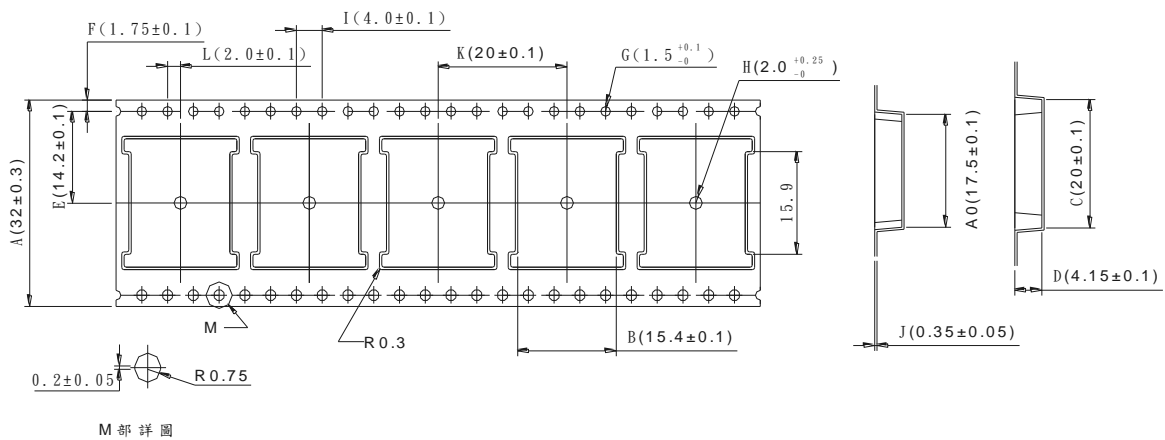 I(4.0±0.1)
F(1.75±0.1)
L(2.0±0.1)
K(20±0.1)
G(1.5 +0.1 -0)
H(2.0 +0.25 -0)
E(14.2±0.1)
A(32±0.3)
15.9
A0(17.5±0.1)
C(20±0.1)
D(4.15±0.1)
M
R0.3
B(15.4±0.1)
J(0.35±0.05)
0.2±0.05
R0.75
M部詳圖